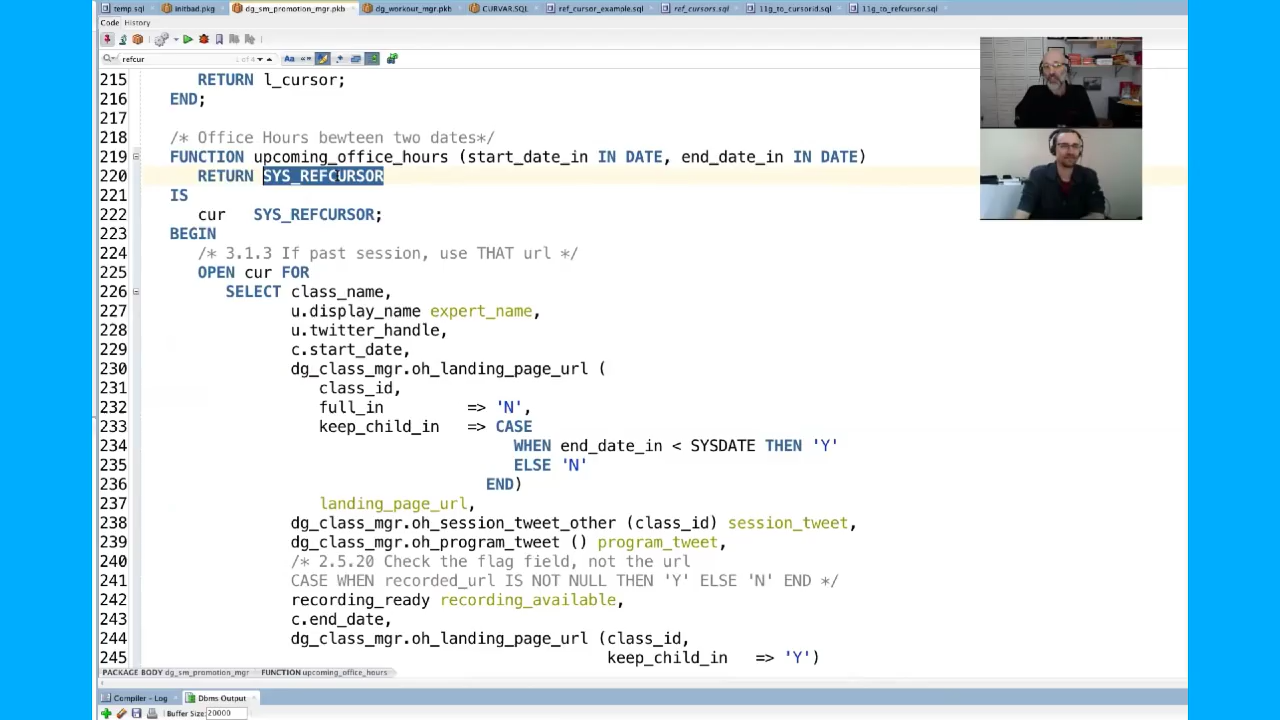 temp.sql initbad.pkg dg_sm_promotion_mgr.pkb dg_workout_mgr.pkb CURVAR.SQL ref_cursor_example.sql ref_cursors.sql 11g_to_cursorid.sql 11g_to_refcursor.sql
Code History
refcur 1 of 4
215 RETURN l_cursor;
216 END;
217
218 /* Office Hours bewteen two dates*/
219 FUNCTION upcoming_office_hours (start_date_in IN DATE, end_date_in IN DATE)
220 RETURN SYS_REFCURSOR
221 IS
222 cur SYS_REFCURSOR;
223 BEGIN
224 /* 3.1.3 If past session, use THAT url */
225 OPEN cur FOR
226 SELECT class_name,
227 u.display_name expert_name,
228 u.twitter_handle,
229 c.start_date,
230 dg_class_mgr.oh_landing_page_url (
231 class_id,
232 full_in => 'N',
233 keep_child_in => CASE
234 WHEN end_date_in < SYSDATE THEN 'Y'
235 ELSE 'N'
236 END)
237 landing_page_url,
238 dg_class_mgr.oh_session_tweet_other (class_id) session_tweet,
239 dg_class_mgr.oh_program_tweet () program_tweet,
240 /* 2.5.20 Check the flag field, not the url
241 CASE WHEN recorded_url IS NOT NULL THEN 'Y' ELSE 'N' END */
242 recording_ready recording_available,
243 c.end_date,
244 dg_class_mgr.oh_landing_page_url (class_id,
245 keep_child_in => 'Y')
PACKAGE BODY dg_sm_promotion_mgr FUNCTION upcoming_office_hours
Compiler - Log Dbms Output
Buffer Size: 20000